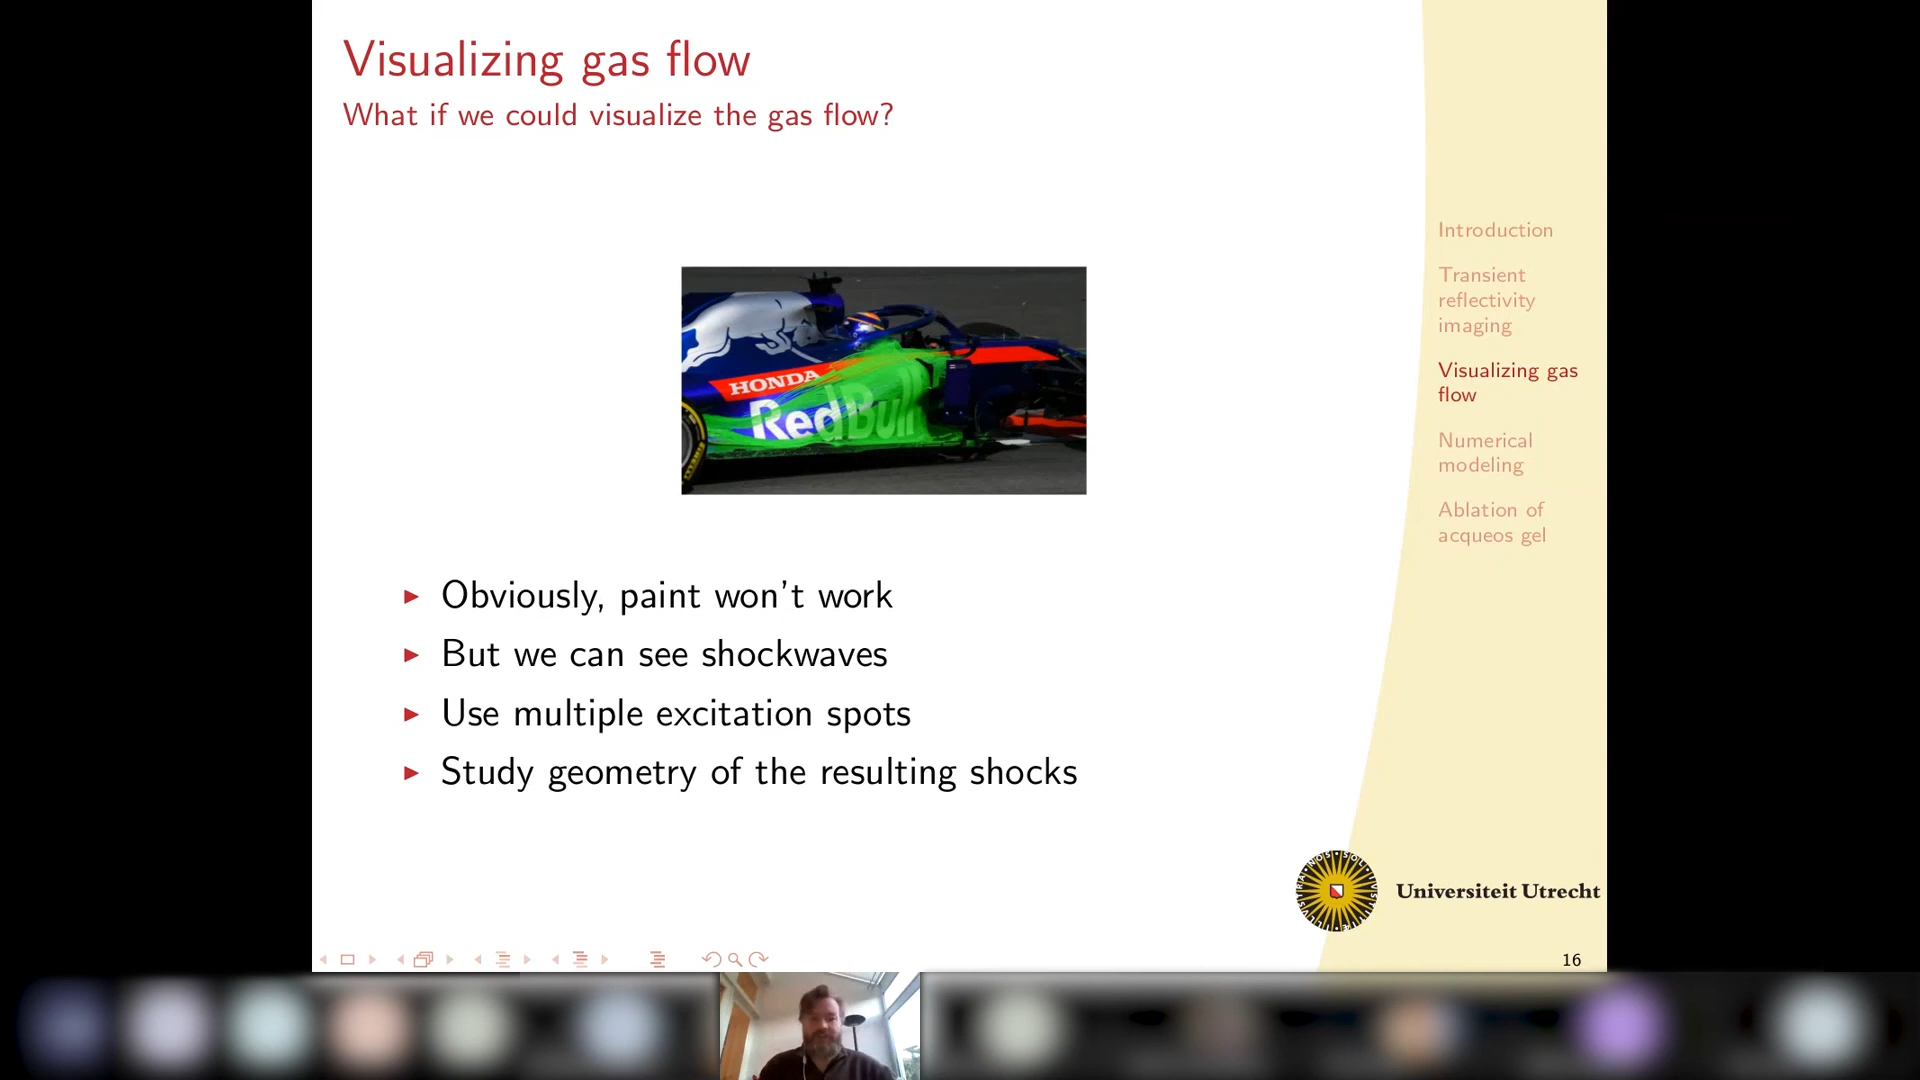 Visualizing gas flow
What if we could visualize the gas flow?
HONDA
RedBull
Obviously, paint won't work
But we can see shockwaves
Use multiple excitation spots
Study geometry of the resulting shocks
Introduction
Transient
reflectivity
imaging
Visualizing gas
flow
Numerical
modeling
Ablation of
acqueos gel
Universiteit Utrecht
16